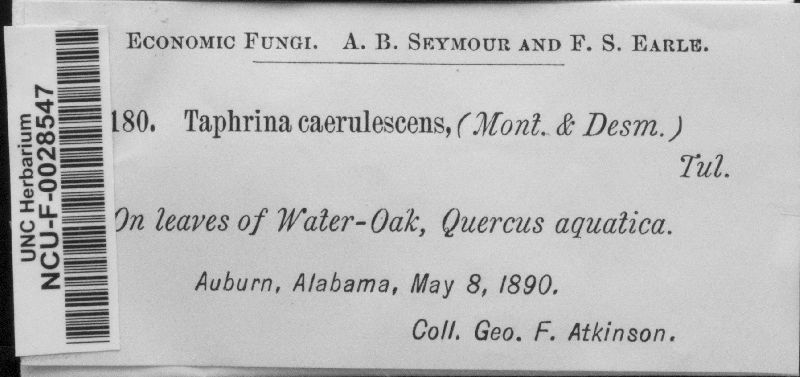 ECONOMIC FUNGI. A. B. SEYMOUR AND F. S. EARLE.
180. Taphrina caerulescens, (Mont. & Desm.)
Tul.
On leaves of Water-Oak, Quercus aquatica.
Auburn, Alabama, May 8, 1890.
Coll. Geo. F. Atkinson.
UNC Herbarium
NCU-F-0028547